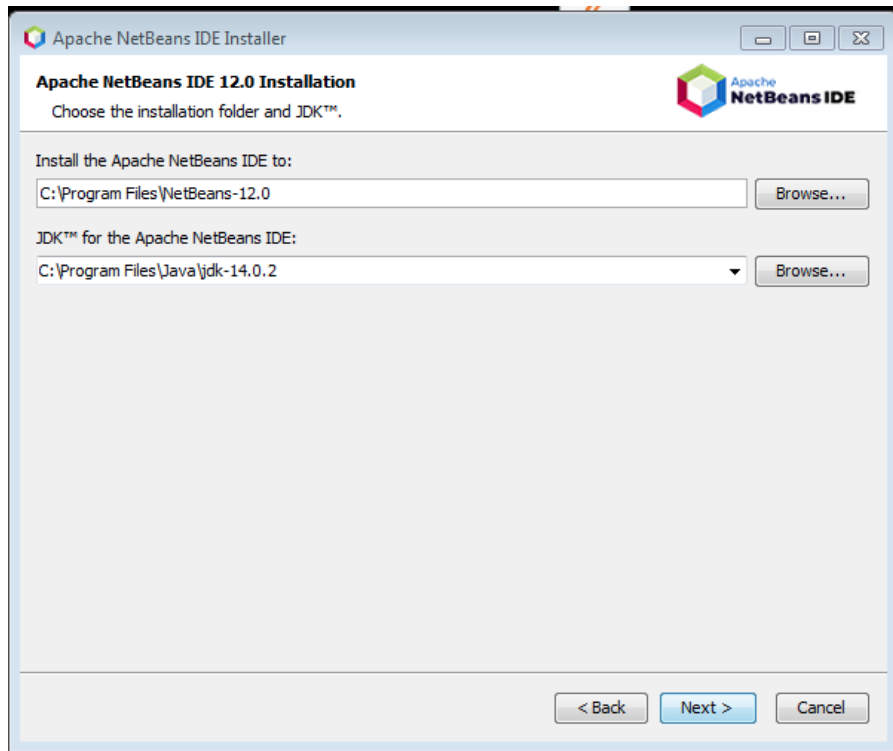 Apache NetBeans IDE Installer
Apache NetBeans IDE 12.0 Installation
Choose the installation folder and JDK™.
Apache
NetBeans IDE
Install the Apache NetBeans IDE to:
C:\Program Files\NetBeans-12.0
Browse...
JDK™ for the Apache NetBeans IDE:
C:\Program Files\Java\jdk-14.0.2
Browse...
< Back
Next >
Cancel